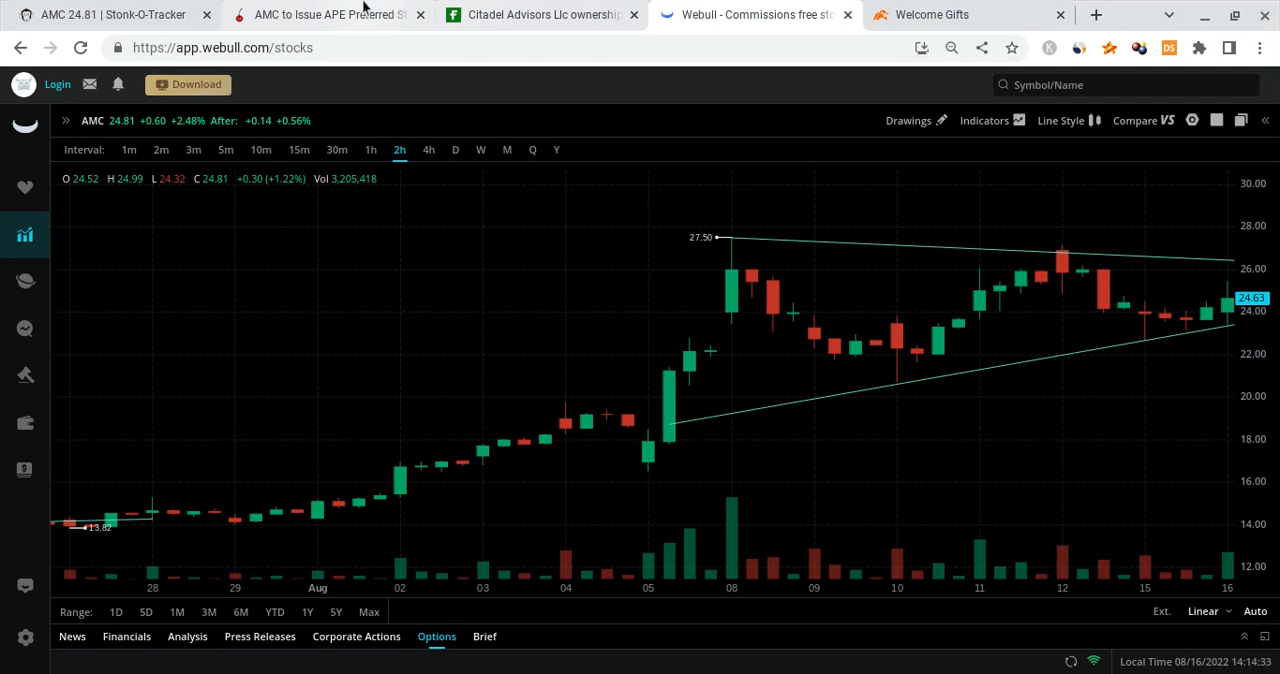 AMC 24.81 | Stonk-O-Tracker
AMC to Issue APE Preferred St
Citadel Advisors Llc ownership
Webull - Commissions free sto
Welcome Gifts
https://app.webull.com/stocks
K
DS
Login
Download
Symbol/Name
AMC 24.81 +0.60 +2.48% After: +0.14 +0.56%
Drawings Indicators Line Style Compare VS
Interval: 1m 2m 3m 5m 10m 15m 30m 1h 2h 4h D W M Q Y
O 24.52 H 24.99 L 24.32 C 24.81 +0.30 (+1.22%) Vol 3,205,418
30.00
28.00
27.50
26.00
24.63
24.00
22.00
20.00
18.00
16.00
14.00
13.82
12.00
28 29 Aug 02 03 04 05 08 09 10 11 12 15 16
Range: 1D 5D 1M 3M 6M YTD 1Y 5Y Max
Ext. Linear Auto
News Financials Analysis Press Releases Corporate Actions Options Brief
Local Time 08/16/2022 14:14:33